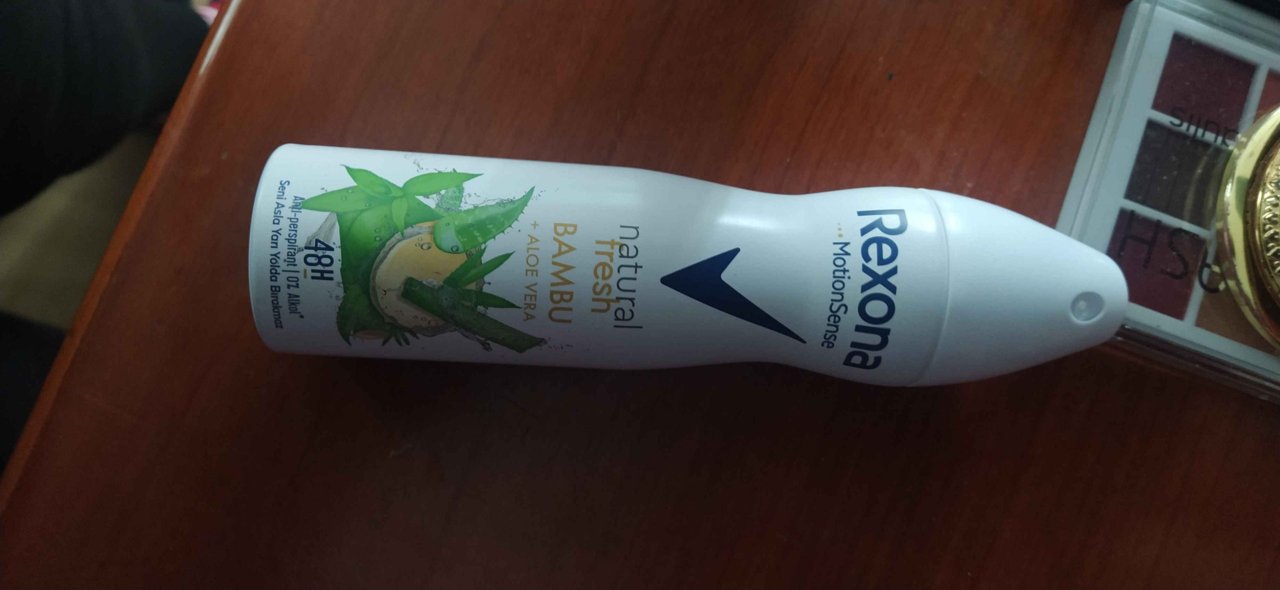 Rexona
MotionSense
natural
fresh
BAMBU
+ ALOE VERA
48H
Anti-perspirant | 0% Alkol*
Seni Asla Yarı Yolda Bırakmaz